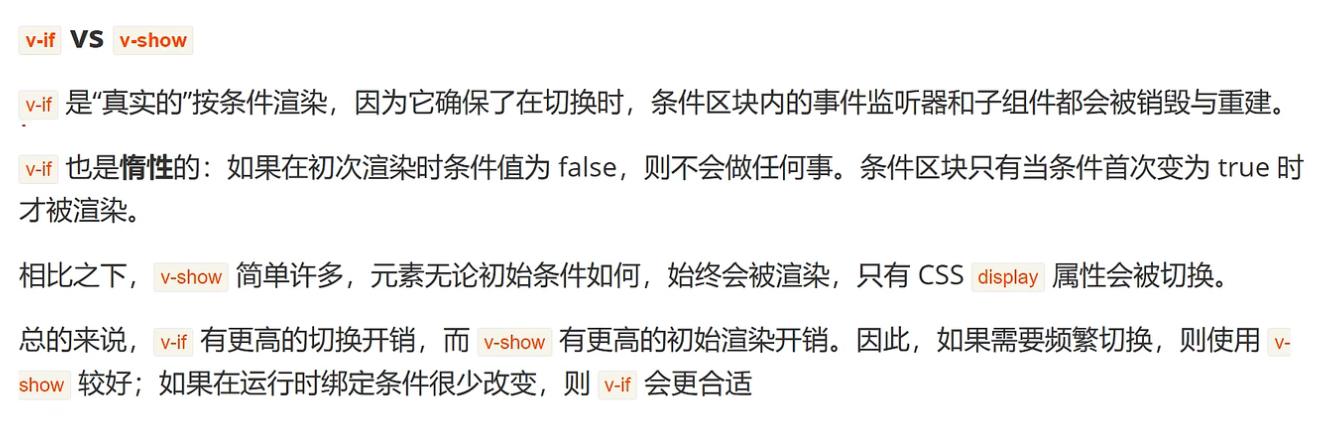 v-if vs v-show
v-if 是“真实的”按条件渲染，因为它确保了在切换时，条件区块内的事件监听器和子组件都会被销毁与重建。
v-if 也是惰性的：如果在初次渲染时条件值为 false，则不会做任何事。条件区块只有当条件首次变为 true 时
才被渲染。
相比之下，v-show 简单许多，元素无论初始条件如何，始终会被渲染，只有 CSS display 属性会被切换。
总的来说，v-if 有更高的切换开销，而 v-show 有更高的初始渲染开销。因此，如果需要频繁切换，则使用 v-
show 较好；如果在运行时绑定条件很少改变，则 v-if 会更合适